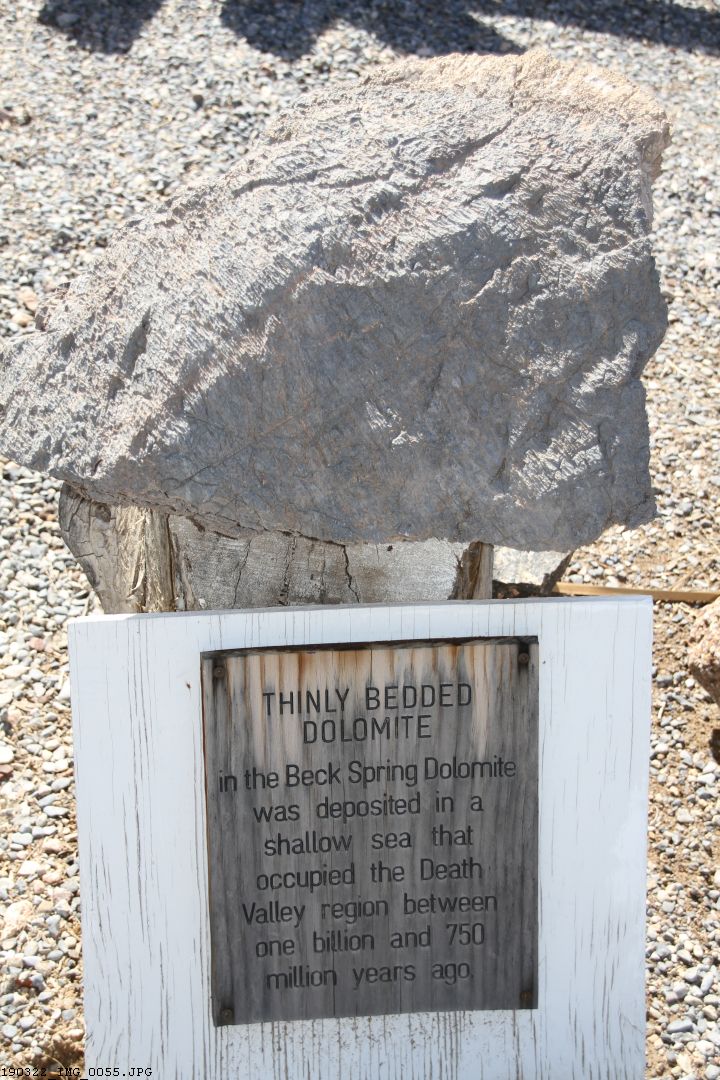 THINLY BEDDED
DOLOMITE
in the Beck Spring Dolomite
was deposited in a
shallow sea that
occupied the Death
Valley region between
one billion and 750
million years ago.
190322_IMG_0055.JPG